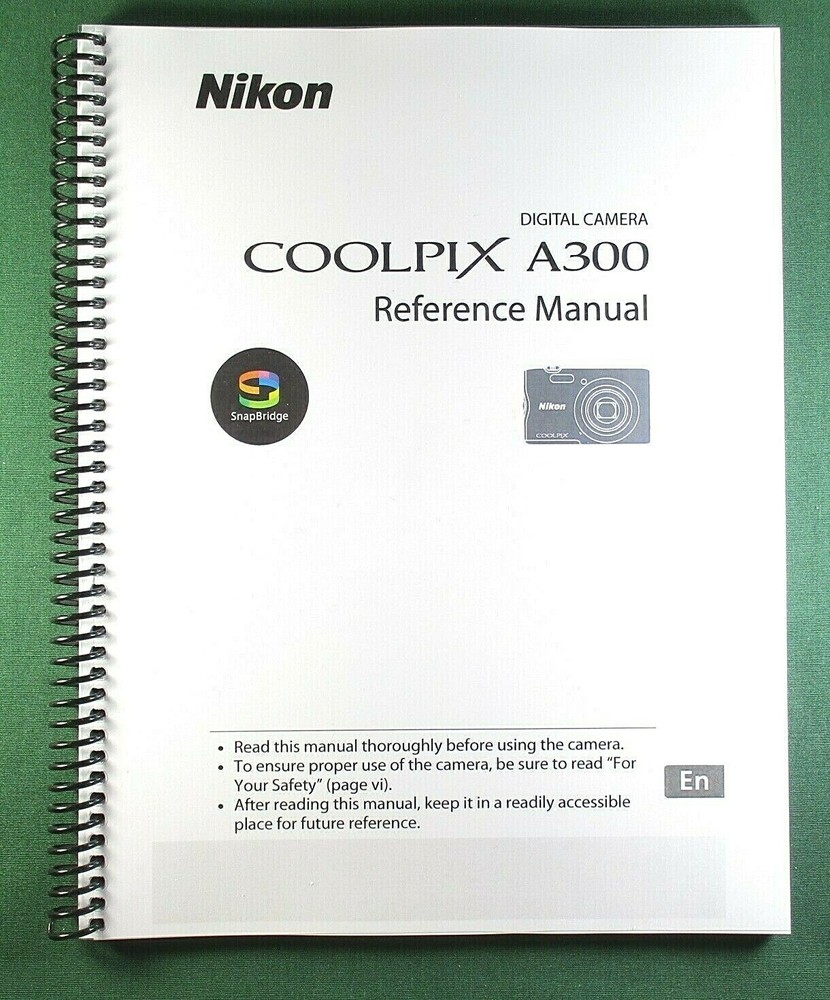 Nikon
DIGITAL CAMERA
COOLPIX A300
Reference Manual
SnapBridge
Nikon
COOLPIX
• Read this manual thoroughly before using the camera.
• To ensure proper use of the camera, be sure to read “For
Your Safety” (page vi).
• After reading this manual, keep it in a readily accessible
place for future reference.
En